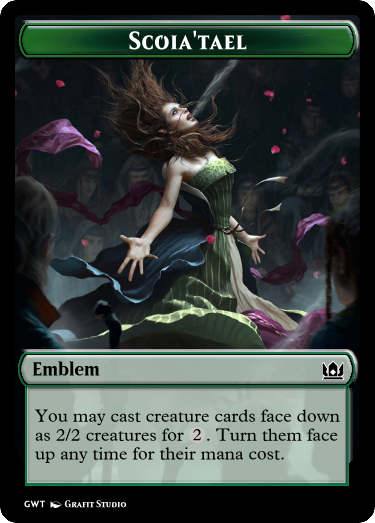 Scoia'tael
Emblem
You may cast creature cards face down
as 2/2 creatures for 2. Turn them face
up any time for their mana cost.
GWT Grafit Studio